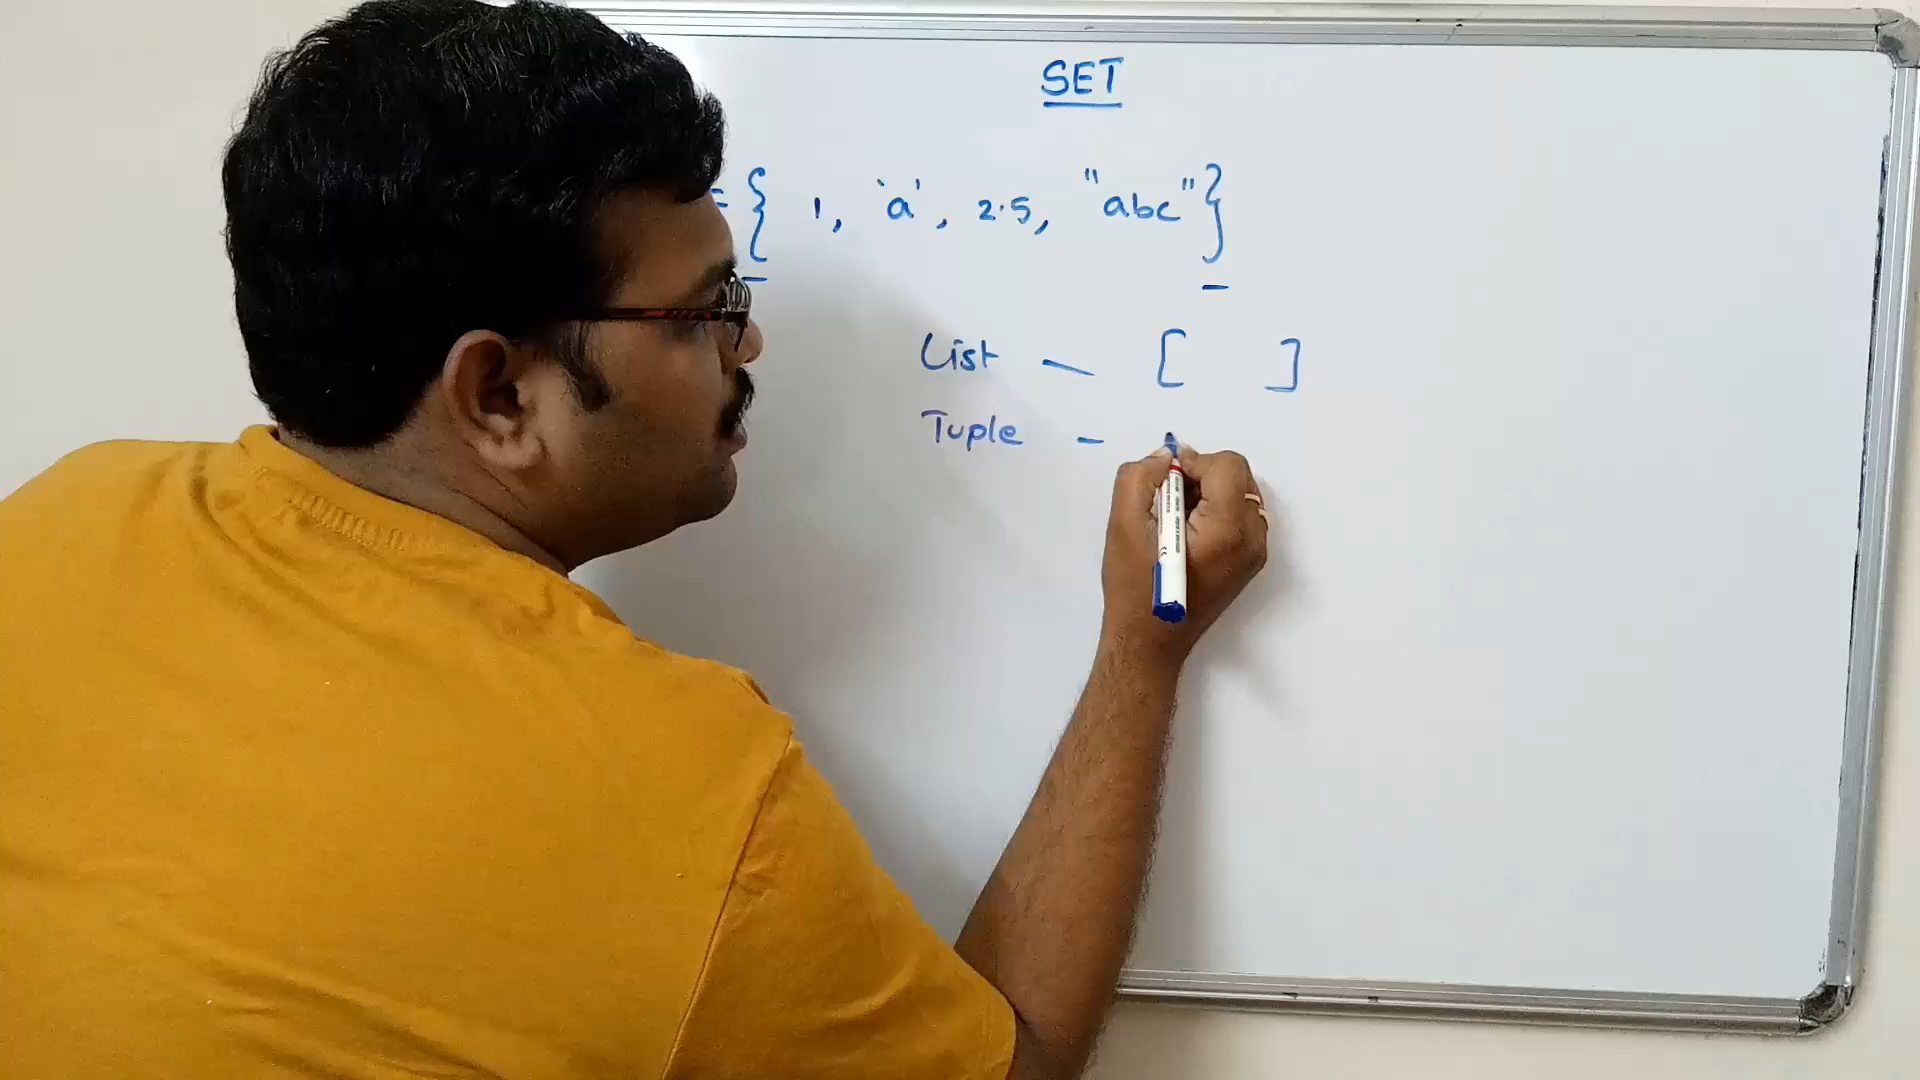 SET
= { 1, 'a', 2.5, "abc" }
List — [ ]
Tuple -